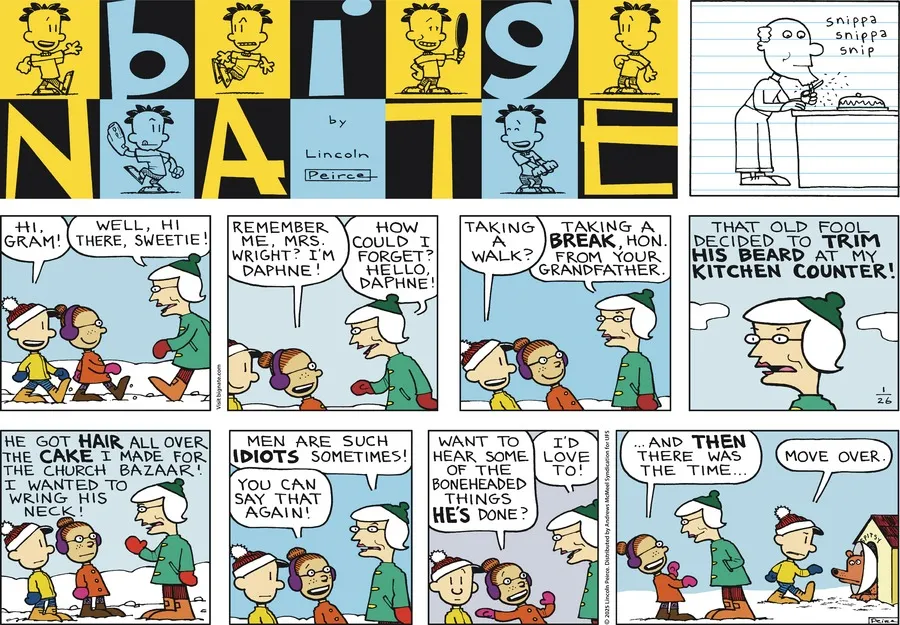 big
NATE
by
Lincoln
Peirce
snippa
snippa
snip
HI,
GRAM!
WELL, HI
THERE, SWEETIE!
Visit bignate.com
REMEMBER
ME, MRS.
WRIGHT? I'M
DAPHNE!
HOW
COULD I
FORGET?
HELLO,
DAPHNE!
TAKING
A
WALK?
TAKING A
BREAK, HON.
FROM YOUR
GRANDFATHER.
THAT OLD FOOL
DECIDED TO TRIM
HIS BEARD AT MY
KITCHEN COUNTER!
1
26
HE GOT HAIR ALL OVER
THE CAKE I MADE FOR
THE CHURCH BAZAAR!
I WANTED TO
WRING HIS
NECK!
MEN ARE SUCH
IDIOTS SOMETIMES!
YOU CAN
SAY THAT
AGAIN!
WANT TO
HEAR SOME
OF THE
BONEHEADED
THINGS
HE'S DONE?
I'D
LOVE
TO!
© 2025 Lincoln Peirce. Distributed by Andrews McMeel Syndication for UFS
...AND THEN
THERE WAS
THE TIME...
MOVE OVER.
SPITSY
Peirce